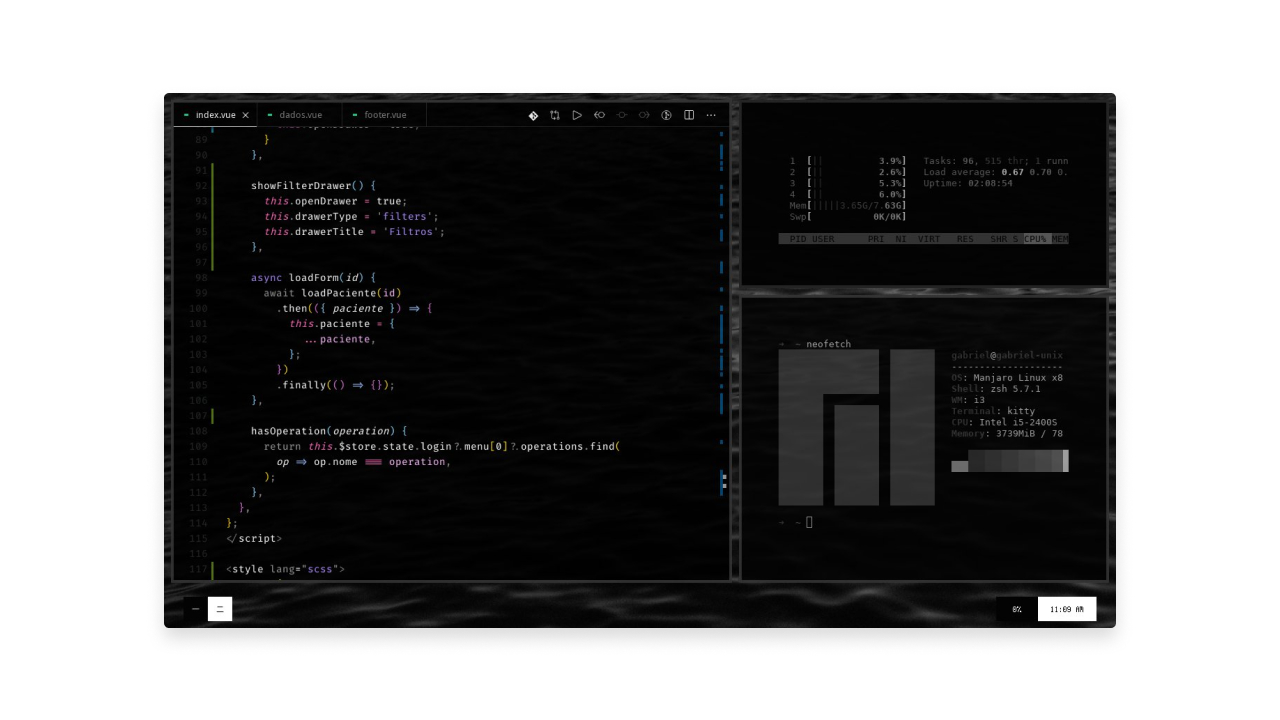 index.vue × dados.vue footer.vue
89 }
90 },
91
92 showFilterDrawer() {
93 this.openDrawer = true;
94 this.drawerType = 'filters';
95 this.drawerTitle = 'Filtros';
96 },
97
98 async loadForm(id) {
99 await loadPaciente(id)
100 .then(({ paciente }) => {
101 this.paciente = {
102 ...paciente,
103 };
104 })
105 .finally(() => {});
106 },
107
108 hasOperation(operation) {
109 return this.$store.state.login?.menu[0]?.operations.find(
110 op => op.nome === operation,
111 );
112 },
113 },
114 };
115 </script>
116
117 <style lang="scss">
1 [|| 3.9%] Tasks: 96, 515 thr; 1 runn
2 [|| 2.6%] Load average: 0.67 0.70 0.
3 [|| 5.3%] Uptime: 02:08:54
4 [|| 6.0%]
Mem[|||||3.65G/7.63G]
Swp[ 0K/0K]
PID USER PRI NI VIRT RES SHR S CPU% MEM
→ ~ neofetch
gabriel@gabriel-unix
--------------------
OS: Manjaro Linux x8
Shell: zsh 5.7.1
WM: i3
Terminal: kitty
CPU: Intel i5-2400S
Memory: 3739MiB / 78
→ ~
一 二 0% 11:09 AM